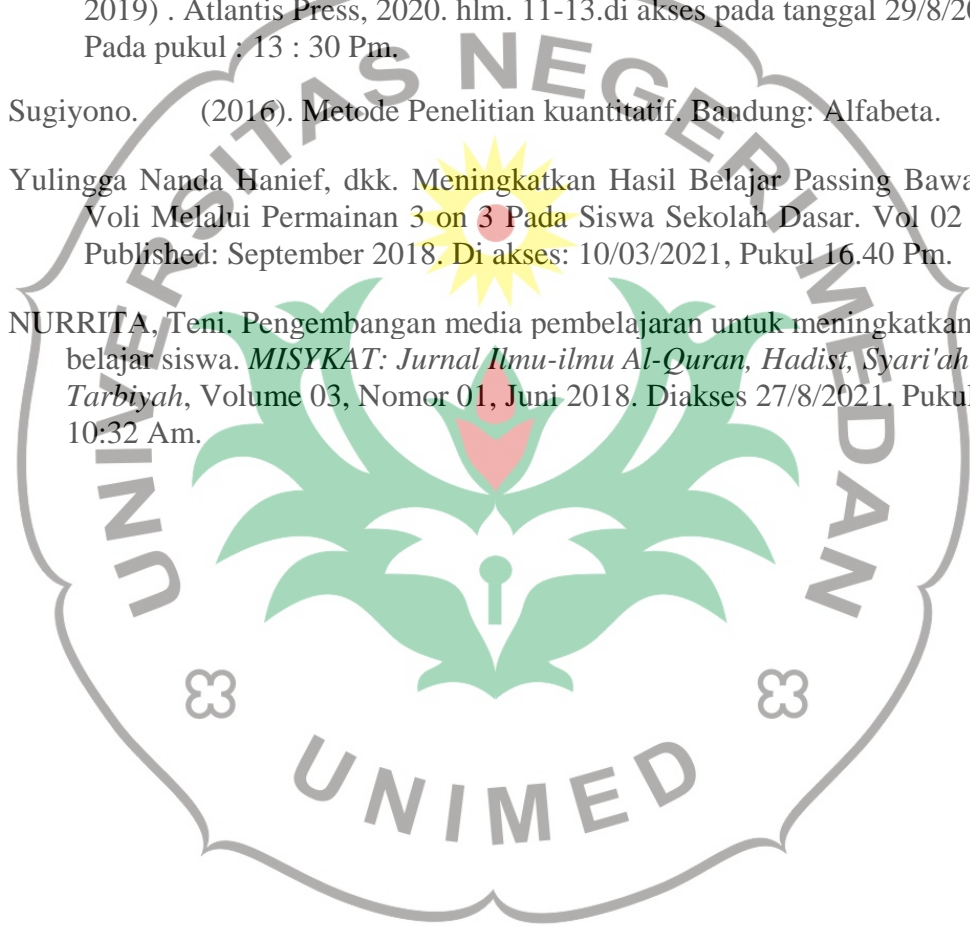 2019) . Atlantis Press, 2020. hlm. 11-13.di akses pada tanggal 29/8/20
Pada pukul : 13 : 30 Pm.
Sugiyono. (2016). Metode Penelitian kuantitatif. Bandung: Alfabeta.
Yulingga Nanda Hanief, dkk. Meningkatkan Hasil Belajar Passing Bawa
Voli Melalui Permainan 3 on 3 Pada Siswa Sekolah Dasar. Vol 02
Published: September 2018. Di akses: 10/03/2021, Pukul 16.40 Pm.
NURRITA, Teni. Pengembangan media pembelajaran untuk meningkatkan
belajar siswa. MISYKAT: Jurnal Ilmu-ilmu Al-Quran, Hadist, Syari'ah
Tarbiyah, Volume 03, Nomor 01, Juni 2018. Diakses 27/8/2021. Pukul
10:32 Am.
UNIVERSITAS NEGERI MEDAN
UNIMED